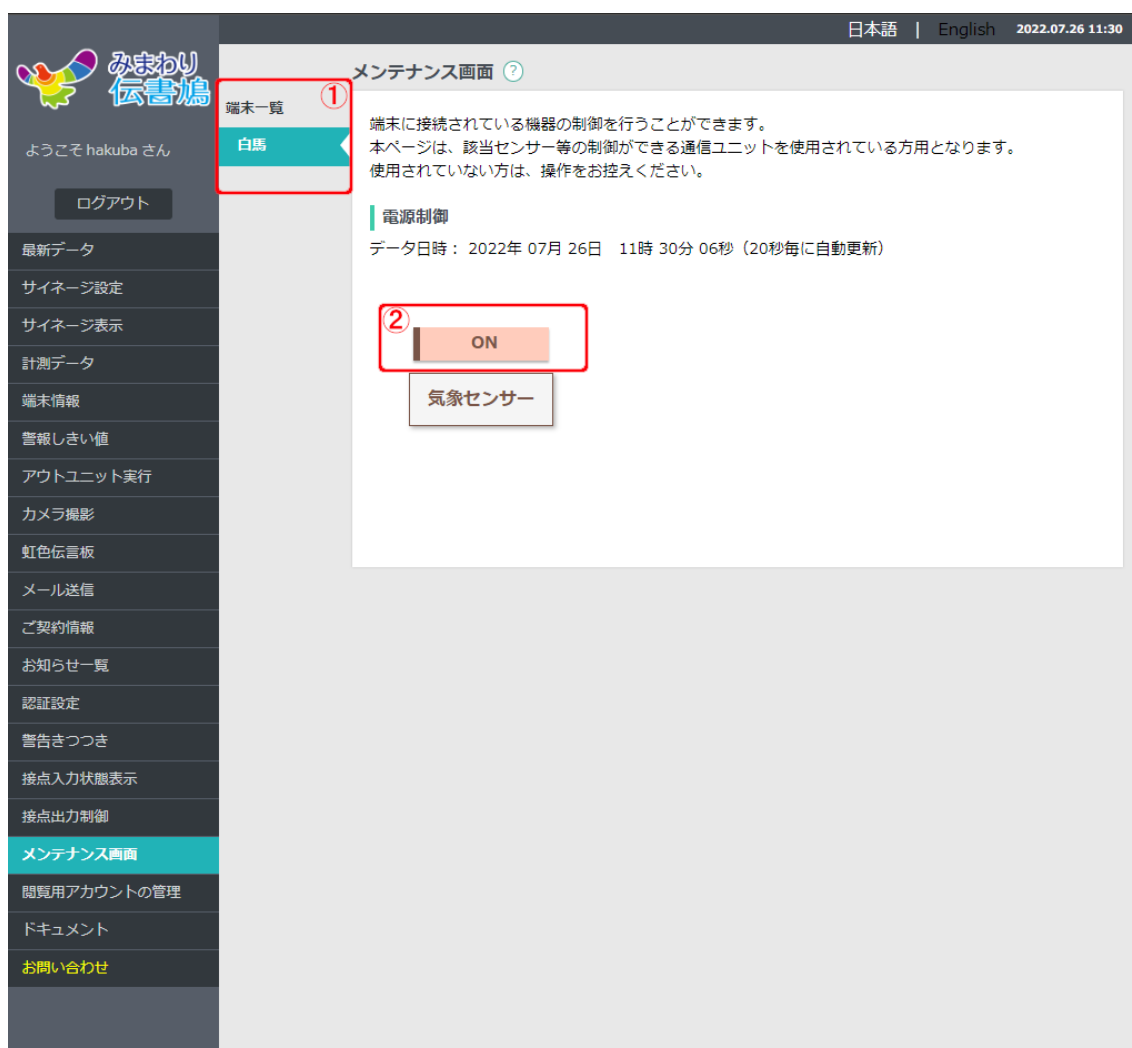 日本語 | English 2022.07.26 11:30
みまわり
伝書鳩
ようこそ hakuba さん
ログアウト
最新データ
サイネージ設定
サイネージ表示
計測データ
端末情報
警報しきい値
アウトユニット実行
カメラ撮影
虹色伝言板
メール送信
ご契約情報
お知らせ一覧
認証設定
警告きつつき
接点入力状態表示
接点出力制御
メンテナンス画面
閲覧用アカウントの管理
ドキュメント
お問い合わせ
①
端末一覧
白馬
メンテナンス画面 ?
端末に接続されている機器の制御を行うことができます。
本ページは、該当センサー等の制御ができる通信ユニットを使用されている方用となります。
使用されていない方は、操作をお控えください。
電源制御
データ日時： 2022年 07月 26日 11時 30分 06秒（20秒毎に自動更新）
②
ON
気象センサー